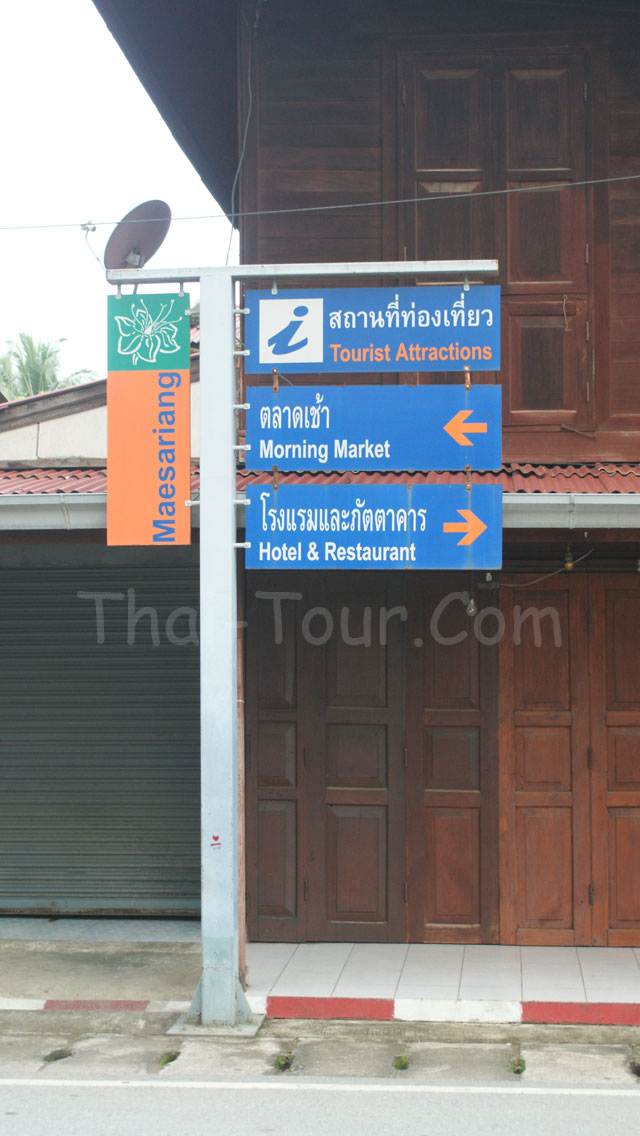 Maesariang
สถานที่ท่องเที่ยว
Tourist Attractions
ตลาดเช้า
Morning Market
โรงแรมและภัตตาคาร
Hotel & Restaurant
Thai-Tour.Com